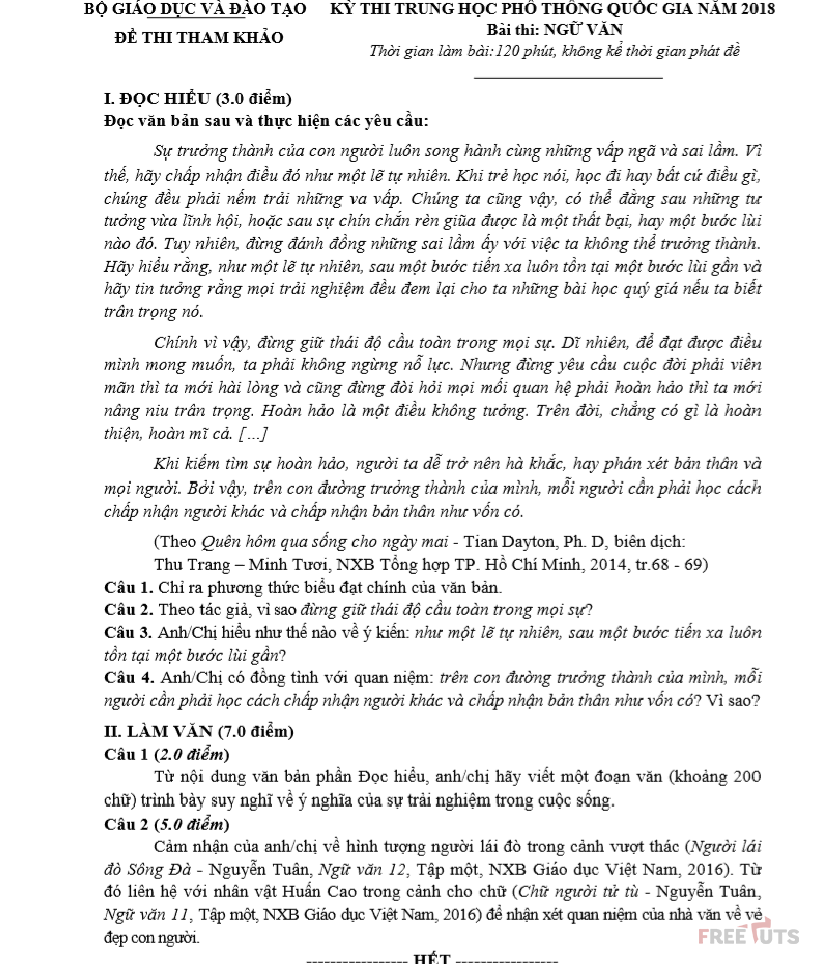 BỘ GIÁO DỤC VÀ ĐÀO TẠO
ĐỀ THI THAM KHẢO
KỲ THI TRUNG HỌC PHỔ THÔNG QUỐC GIA NĂM 2018
Bài thi: NGỮ VĂN
Thời gian làm bài: 120 phút, không kể thời gian phát đề
I. ĐỌC HIỂU (3.0 điểm)
Đọc văn bản sau và thực hiện các yêu cầu:
Sự trưởng thành của con người luôn song hành cùng những vấp ngã và sai lầm. Vì
thế, hãy chấp nhận điều đó như một lẽ tự nhiên. Khi trẻ học nói, học đi hay bất cứ điều gì,
chúng đều phải nếm trải những va vấp. Chúng ta cũng vậy, có thể đằng sau những tư
tưởng vừa lĩnh hội, hoặc sau sự chín chắn rèn giũa được là một thất bại, hay một bước lùi
nào đó. Tuy nhiên, đừng đánh đồng những sai lầm ấy với việc ta không thể trưởng thành.
Hãy hiểu rằng, như một lẽ tự nhiên, sau một bước tiến xa luôn tồn tại một bước lùi gần và
hãy tin tưởng rằng mọi trải nghiệm đều đem lại cho ta những bài học quý giá nếu ta biết
trân trọng nó.
Chính vì vậy, đừng giữ thái độ cầu toàn trong mọi sự. Dĩ nhiên, để đạt được điều
mình mong muốn, ta phải không ngừng nỗ lực. Nhưng đừng yêu cầu cuộc đời phải viên
mãn thì ta mới hài lòng và cũng đừng đòi hỏi mọi mối quan hệ phải hoàn hảo thì ta mới
nâng niu trân trọng. Hoàn hảo là một điều không tưởng. Trên đời, chẳng có gì là hoàn
thiện, hoàn mĩ cả. [...]
Khi kiếm tìm sự hoàn hảo, người ta dễ trở nên hà khắc, hay phán xét bản thân và
mọi người. Bởi vậy, trên con đường trưởng thành của mình, mỗi người cần phải học cách
chấp nhận người khác và chấp nhận bản thân như vốn có.
(Theo Quên hôm qua sống cho ngày mai - Tian Dayton, Ph. D, biên dịch:
Thu Trang – Minh Tươi, NXB Tổng hợp TP. Hồ Chí Minh, 2014, tr.68 - 69)
Câu 1. Chỉ ra phương thức biểu đạt chính của văn bản.
Câu 2. Theo tác giả, vì sao đừng giữ thái độ cầu toàn trong mọi sự?
Câu 3. Anh/Chị hiểu như thế nào về ý kiến: như một lẽ tự nhiên, sau một bước tiến xa luôn
tồn tại một bước lùi gần?
Câu 4. Anh/Chị có đồng tình với quan niệm: trên con đường trưởng thành của mình, mỗi
người cần phải học cách chấp nhận người khác và chấp nhận bản thân như vốn có? Vì sao?
II. LÀM VĂN (7.0 điểm)
Câu 1 (2.0 điểm)
Từ nội dung văn bản phần Đọc hiểu, anh/chị hãy viết một đoạn văn (khoảng 200
chữ) trình bày suy nghĩ về ý nghĩa của sự trải nghiệm trong cuộc sống.
Câu 2 (5.0 điểm)
Cảm nhận của anh/chị về hình tượng người lái đò trong cảnh vượt thác (Người lái
đò Sông Đà - Nguyễn Tuân, Ngữ văn 12, Tập một, NXB Giáo dục Việt Nam, 2016). Từ
đó liên hệ với nhân vật Huấn Cao trong cảnh cho chữ (Chữ người tử tù - Nguyễn Tuân,
Ngữ văn 11, Tập một, NXB Giáo dục Việt Nam, 2016) để nhận xét quan niệm của nhà văn về vẻ
đẹp con người.
----------------- HẾT -----------------
FREETUTS